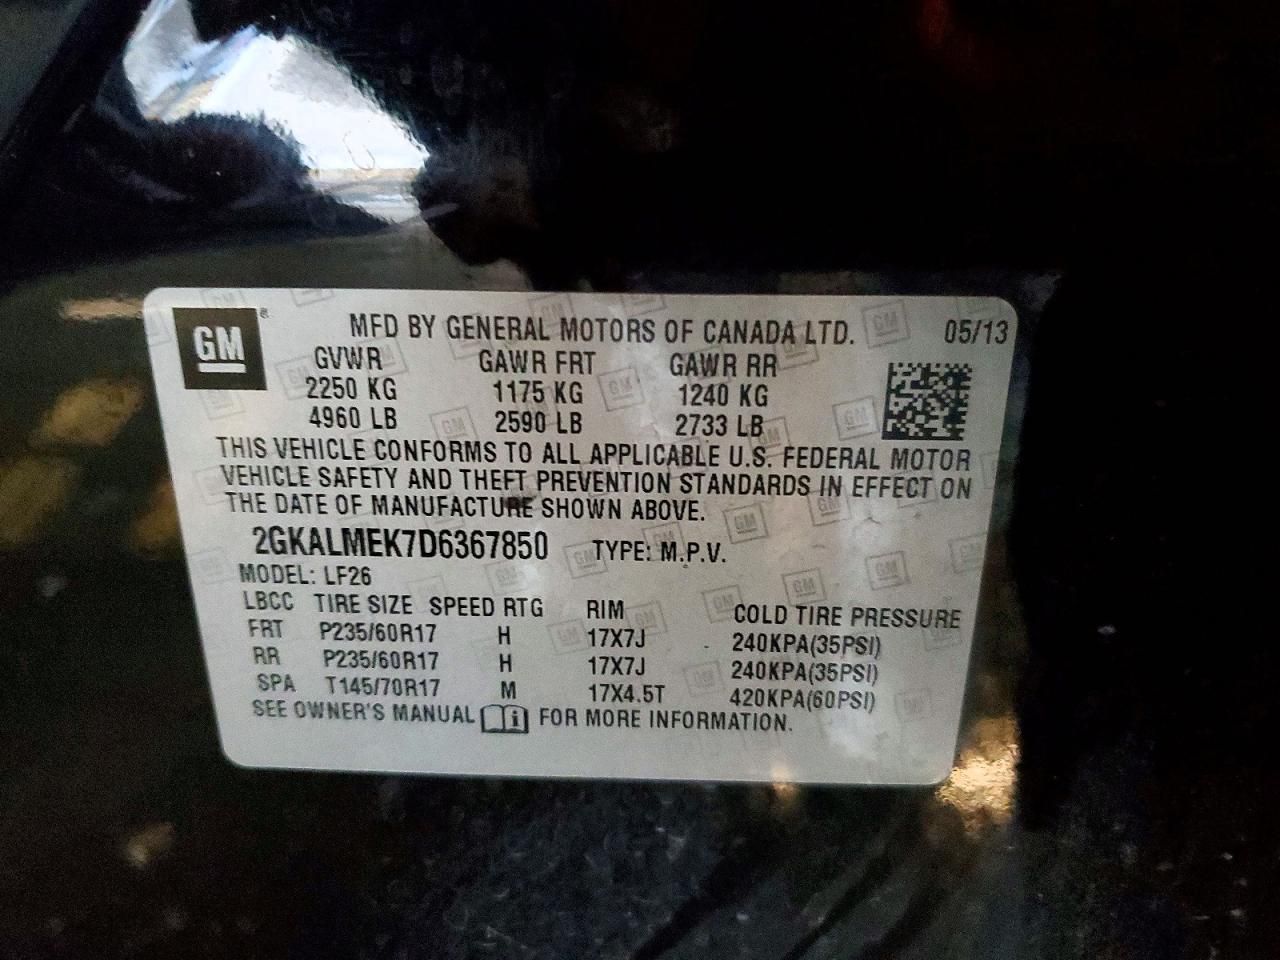 GM
MFD BY GENERAL MOTORS OF CANADA LTD. 05/13
GVWR GAWR FRT GAWR RR
2250 KG 1175 KG 1240 KG
4960 LB 2590 LB 2733 LB
THIS VEHICLE CONFORMS TO ALL APPLICABLE U.S. FEDERAL MOTOR
VEHICLE SAFETY AND THEFT PREVENTION STANDARDS IN EFFECT ON
THE DATE OF MANUFACTURE SHOWN ABOVE.
2GKALMEK7D6367850 TYPE: M.P.V.
MODEL: LF26
LBCC TIRE SIZE SPEED RTG RIM COLD TIRE PRESSURE
FRT P235/60R17 H 17X7J 240KPA(35PSI)
RR P235/60R17 H 17X7J 240KPA(35PSI)
SPA T145/70R17 M 17X4.5T 420KPA(60PSI)
SEE OWNER'S MANUAL FOR MORE INFORMATION.